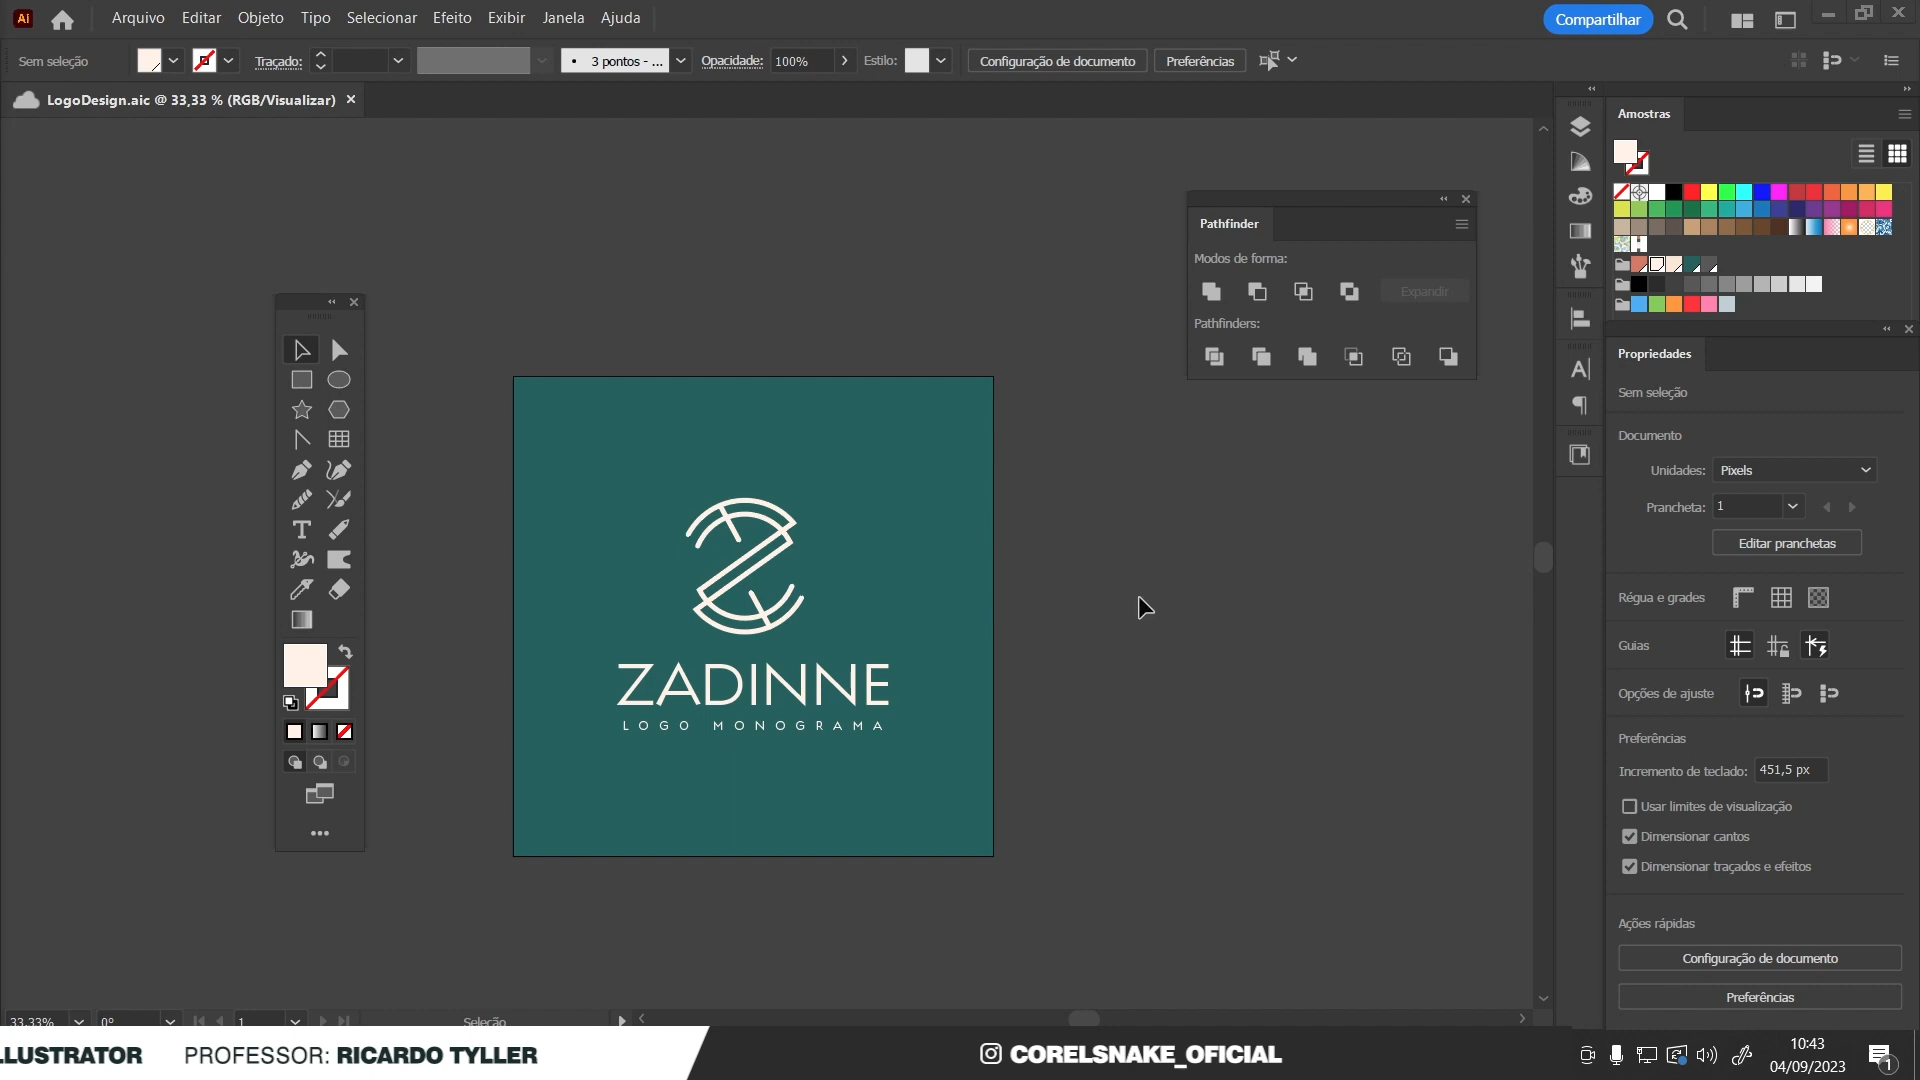 Ai
Arquivo Editar Objeto Tipo Selecionar Efeito Exibir Janela Ajuda
Compartilhar
Sem seleção
Traçado:
3 pontos - ...
Opacidade: 100%
Estilo:
Configuração de documento
Preferências
LogoDesign.aic @ 33,33 % (RGB/Visualizar)
Amostras
Pathfinder
Modos de forma:
Expandir
Pathfinders:
Propriedades
Sem seleção
Documento
Unidades: Pixels
Prancheta: 1
Editar pranchetas
Régua e grades
Guias
Opções de ajuste
Preferências
Incremento de teclado: 451,5 px
Usar limites de visualização
Dimensionar cantos
Dimensionar traçados e efeitos
Ações rápidas
Configuração de documento
Preferências
ZADINNE
LOGO MONOGRAMA
33,33% 0° 1 Seleção
LLUSTRATOR PROFESSOR: RICARDO TYLLER
CORELSNAKE_OFICIAL
10:43
04/09/2023
1